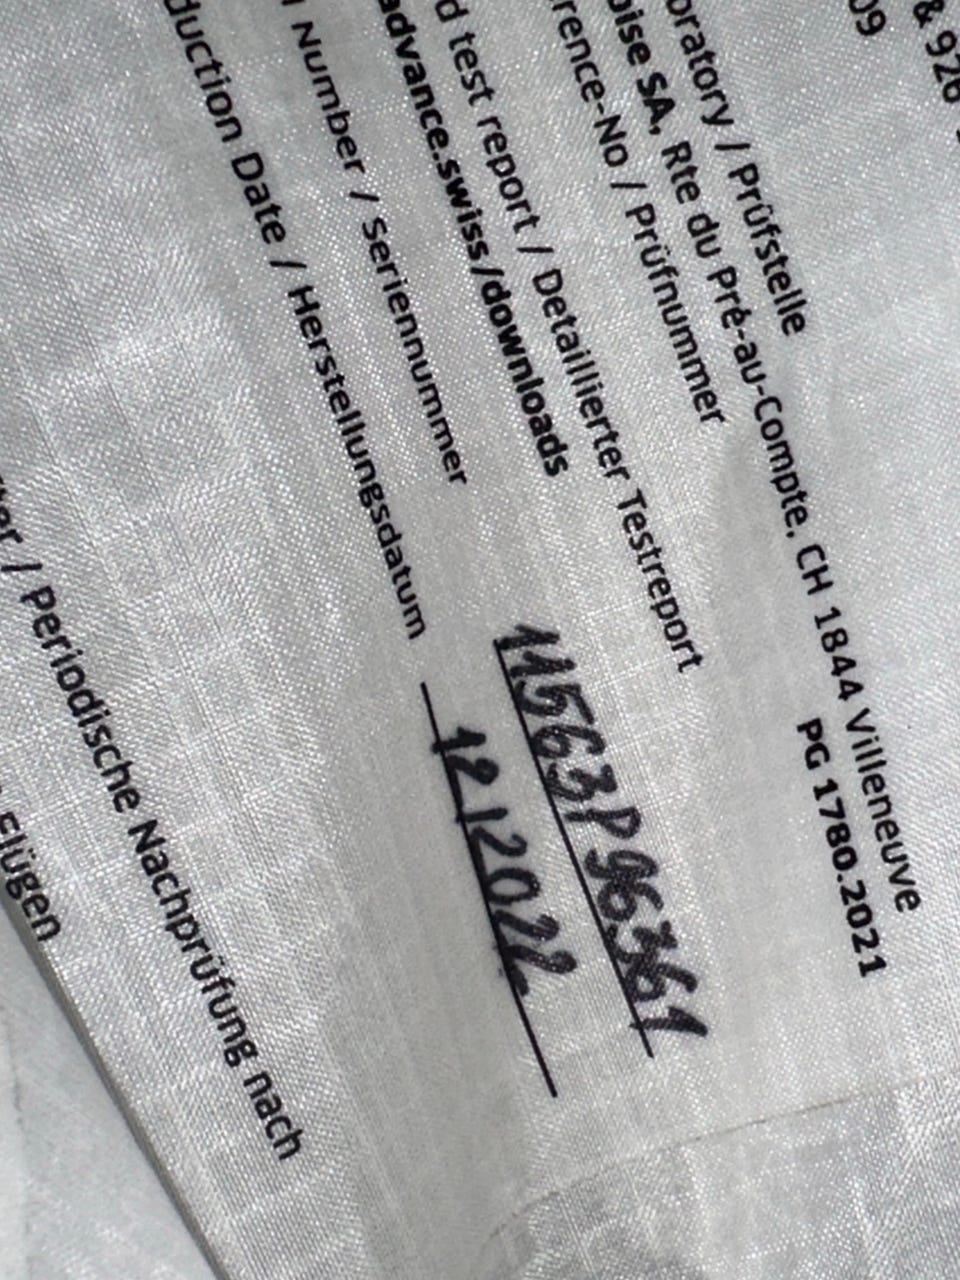 & 926
09
oratory / Prüfstelle
oise SA, Rte du Pré-au-Compte, CH 1844 Villeneuve
rence-No / Prüfnummer PG 1780.2021
d test report / Detaillierter Testreport
advance.swiss/downloads
Number / Seriennummer 11563P96361
duction Date / Herstellungsdatum 12 / 2022
ter / Periodische Nachprüfung nach
Flügen